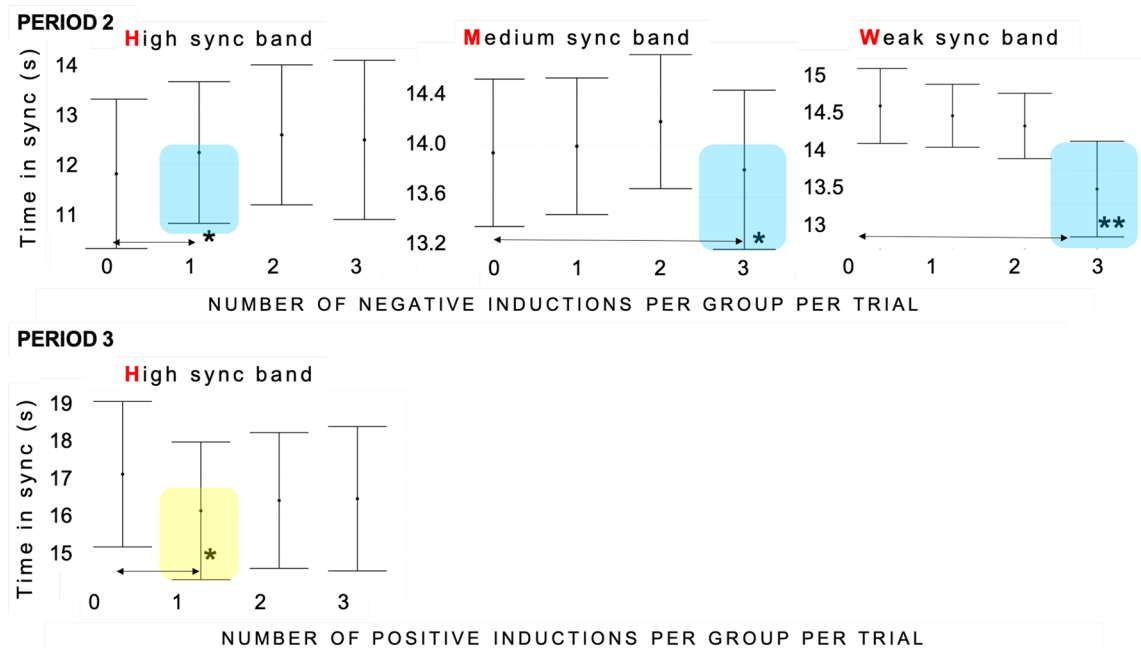 PERIOD 2
High sync band
Medium sync band
Weak sync band
Time in sync (s)
14
13
12
11
*
0 1 2 3
14.4
14.0
13.6
13.2
*
0 1 2 3
15
14.5
14
13.5
13
**
0 1 2 3
NUMBER OF NEGATIVE INDUCTIONS PER GROUP PER TRIAL
PERIOD 3
High sync band
Time in sync (s)
19
18
17
16
15
*
0 1 2 3
NUMBER OF POSITIVE INDUCTIONS PER GROUP PER TRIAL